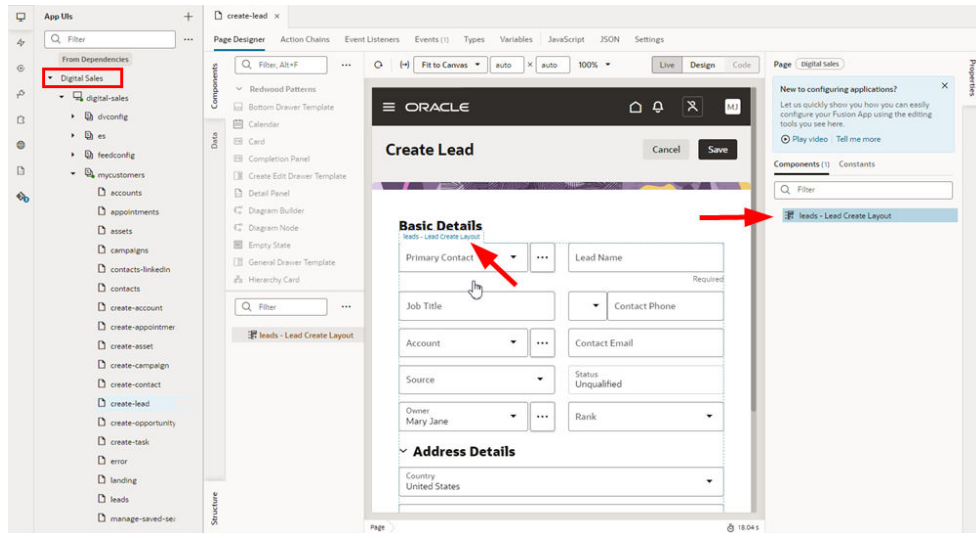 App UIs
Filter
From Dependencies
Digital Sales
digital-sales
dvconfig
es
feedconfig
mycustomers
accounts
appointments
assets
campaigns
contacts-linkedin
contacts
create-account
create-appointmer
create-asset
create-campaign
create-contact
create-lead
create-opportunity
create-task
error
landing
leads
manage-saved-sea
create-lead
Page Designer Action Chains Event Listeners Events (1) Types Variables JavaScript JSON Settings
Components
Data
Structure
Filter, Alt+F
Redwood Patterns
Bottom Drawer Template
Calendar
Card
Completion Panel
Create Edit Drawer Template
Detail Panel
Diagram Builder
Diagram Node
Empty State
General Drawer Template
Hierarchy Card
Filter
leads - Lead Create Layout
Fit to Canvas auto × auto 100% Live Design Code
ORACLE MJ
Create Lead Cancel Save
Basic Details
leads - Lead Create Layout
Primary Contact Lead Name
Required
Job Title Contact Phone
Account Contact Email
Source Status
Unqualified
Owner
Mary Jane Rank
Address Details
Country
United States
Page 18.04 s
Page Digital Sales
New to configuring applications?
Let us quickly show you how you can easily
configure your Fusion App using the editing
tools you see here.
Play video Tell me more
Components (1) Constants
Filter
leads - Lead Create Layout
Properties